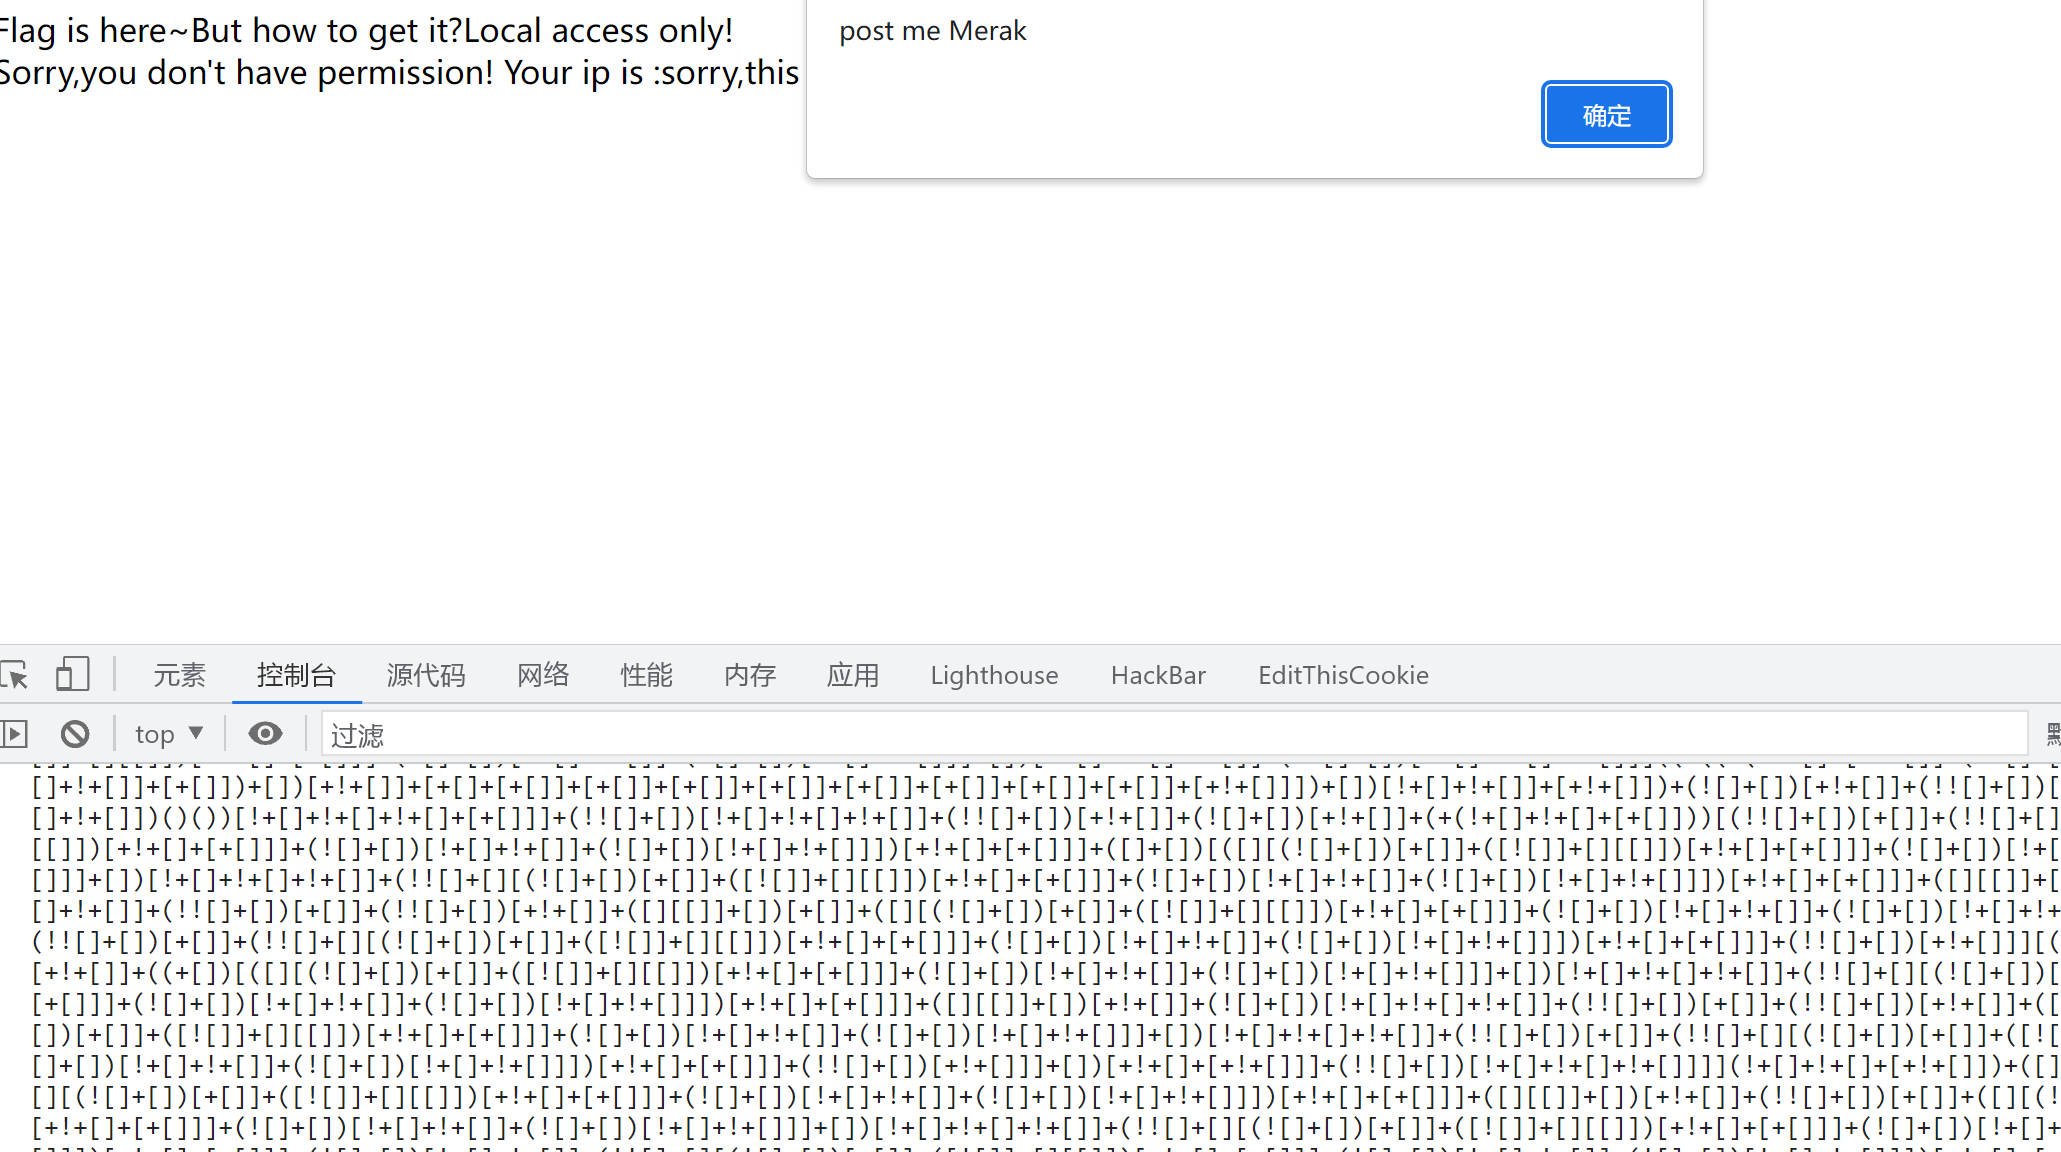 Flag is here~But how to get it?Local access only!
Sorry,you don't have permission! Your ip is :sorry,this
post me Merak
确定
元素 控制台 源代码 网络 性能 内存 应用 Lighthouse HackBar EditThisCookie
top ▼ 过滤
[]+!+[]]+[+[]])+[])[+!+[]]+[+[]+[+[]]+[+[]]+[+[]]+[+[]]+[+[]]+[+[]]+[+[]]+[+[]]+[+!+[]]])+[])[!+[]+!+[]]+[+!+[]])+(![]+[])[+!+[]]+(!![]+[])[
[]+!+[]])()())[!+[]+!+[]+!+[]+[+[]]]+(!![]+[])[!+[]+!+[]+!+[]]+(!![]+[])[+!+[]]+(![]+[])[+!+[]]+(+(!+[]+!+[]+[+[]]))[(!![]+[])[+[]]+(!![]+[]
[[]])[+!+[]+[+[]]]+(![]+[])[!+[]+!+[]]+(![]+[])[!+[]+!+[]]])[+!+[]+[+[]]]+([]+[])[([][(![]+[])[+[]]+([![]]+[][[]])[+!+[]+[+[]]]+(![]+[])[!+[
]]]+[])[!+[]+!+[]+!+[]]+(!![]+[][(![]+[])[+[]]+([![]]+[][[]])[+!+[]+[+[]]]+(![]+[])[!+[]+!+[]]+(![]+[])[!+[]+!+[]]])[+!+[]+[+[]]]+([][[]]+[
[]+!+[]]+(!![]+[])[+[]]+(!![]+[])[+!+[]]+([][[]]+[])[+[]]+([][(![]+[])[+[]]+([![]]+[][[]])[+!+[]+[+[]]]+(![]+[])[!+[]+!+[]]+(![]+[])[!+[]+!+
(!![]+[])[+[]]+(!![]+[][(![]+[])[+[]]+([![]]+[][[]])[+!+[]+[+[]]]+(![]+[])[!+[]+!+[]]+(![]+[])[!+[]+!+[]]])[+!+[]+[+[]]]+(!![]+[])[+!+[]]][(
[+!+[]]+((+[])[([][(![]+[])[+[]]+([![]]+[][[]])[+!+[]+[+[]]]+(![]+[])[!+[]+!+[]]+(![]+[])[!+[]+!+[]]]+[])[!+[]+!+[]+!+[]]+(!![]+[][(![]+[])[
[+[]]]+(![]+[])[!+[]+!+[]]+(![]+[])[!+[]+!+[]]])[+!+[]+[+[]]]+([][[]]+[])[+!+[]]+(![]+[])[!+[]+!+[]+!+[]]+(!![]+[])[+[]]+(!![]+[])[+!+[]]+([
])[+[]]+([![]]+[][[]])[+!+[]+[+[]]]+(![]+[])[!+[]+!+[]]+(![]+[])[!+[]+!+[]]]+[])[!+[]+!+[]+!+[]]+(!![]+[])[+[]]+(!![]+[][(![]+[])[+[]]+([![
[]+[])[!+[]+!+[]]+(![]+[])[!+[]+!+[]]])[+!+[]+[+[]]]+(!![]+[])[+!+[]]]+[])[+!+[]+[+!+[]]]+(!![]+[])[!+[]+!+[]+!+[]]]](!+[]+!+[]+[+!+[]])+([]
[][(![]+[])[+[]]+([![]]+[][[]])[+!+[]+[+[]]]+(![]+[])[!+[]+!+[]]+(![]+[])[!+[]+!+[]]])[+!+[]+[+[]]]+([][[]]+[])[+!+[]]+(!![]+[])[+[]]+([][(!
[+!+[]+[+[]]]+(![]+[])[!+[]+!+[]]+(![]+[])[!+[]+!+[]]]+[])[!+[]+!+[]+!+[]]+(!![]+[][(![]+[])[+[]]+([![]]+[][[]])[+!+[]+[+[]]]+(![]+[])[!+[]+